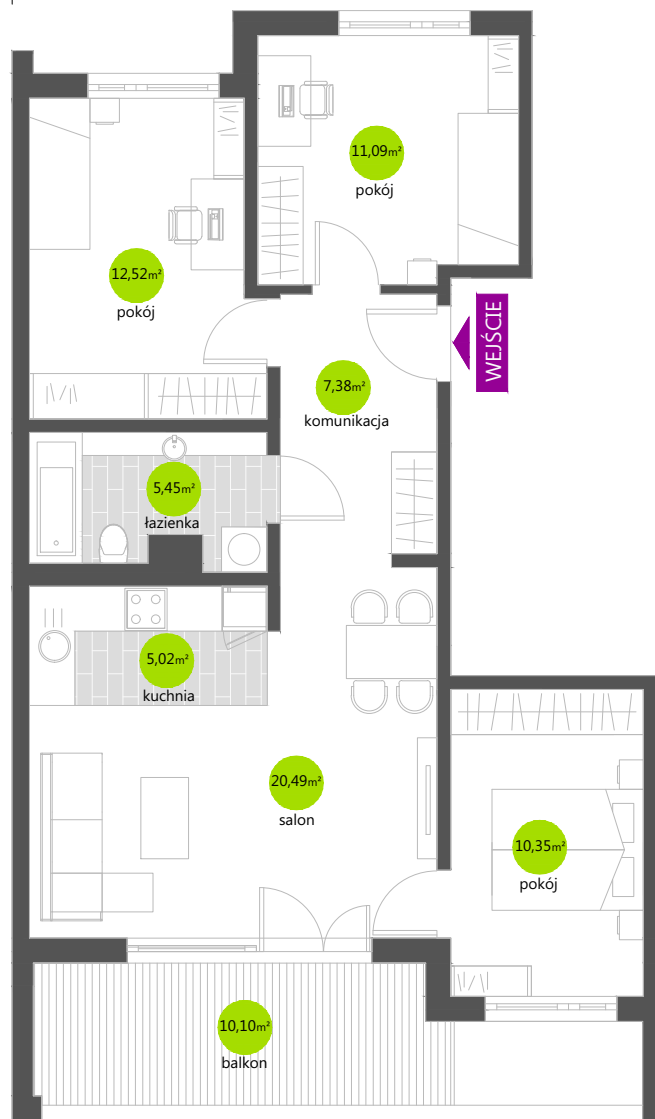 11,09m²
pokój
12,52m²
pokój
WEJŚCIE
7,38m²
komunikacja
5,45m²
łazienka
5,02m²
kuchnia
20,49m²
salon
10,35m²
pokój
10,10m²
balkon